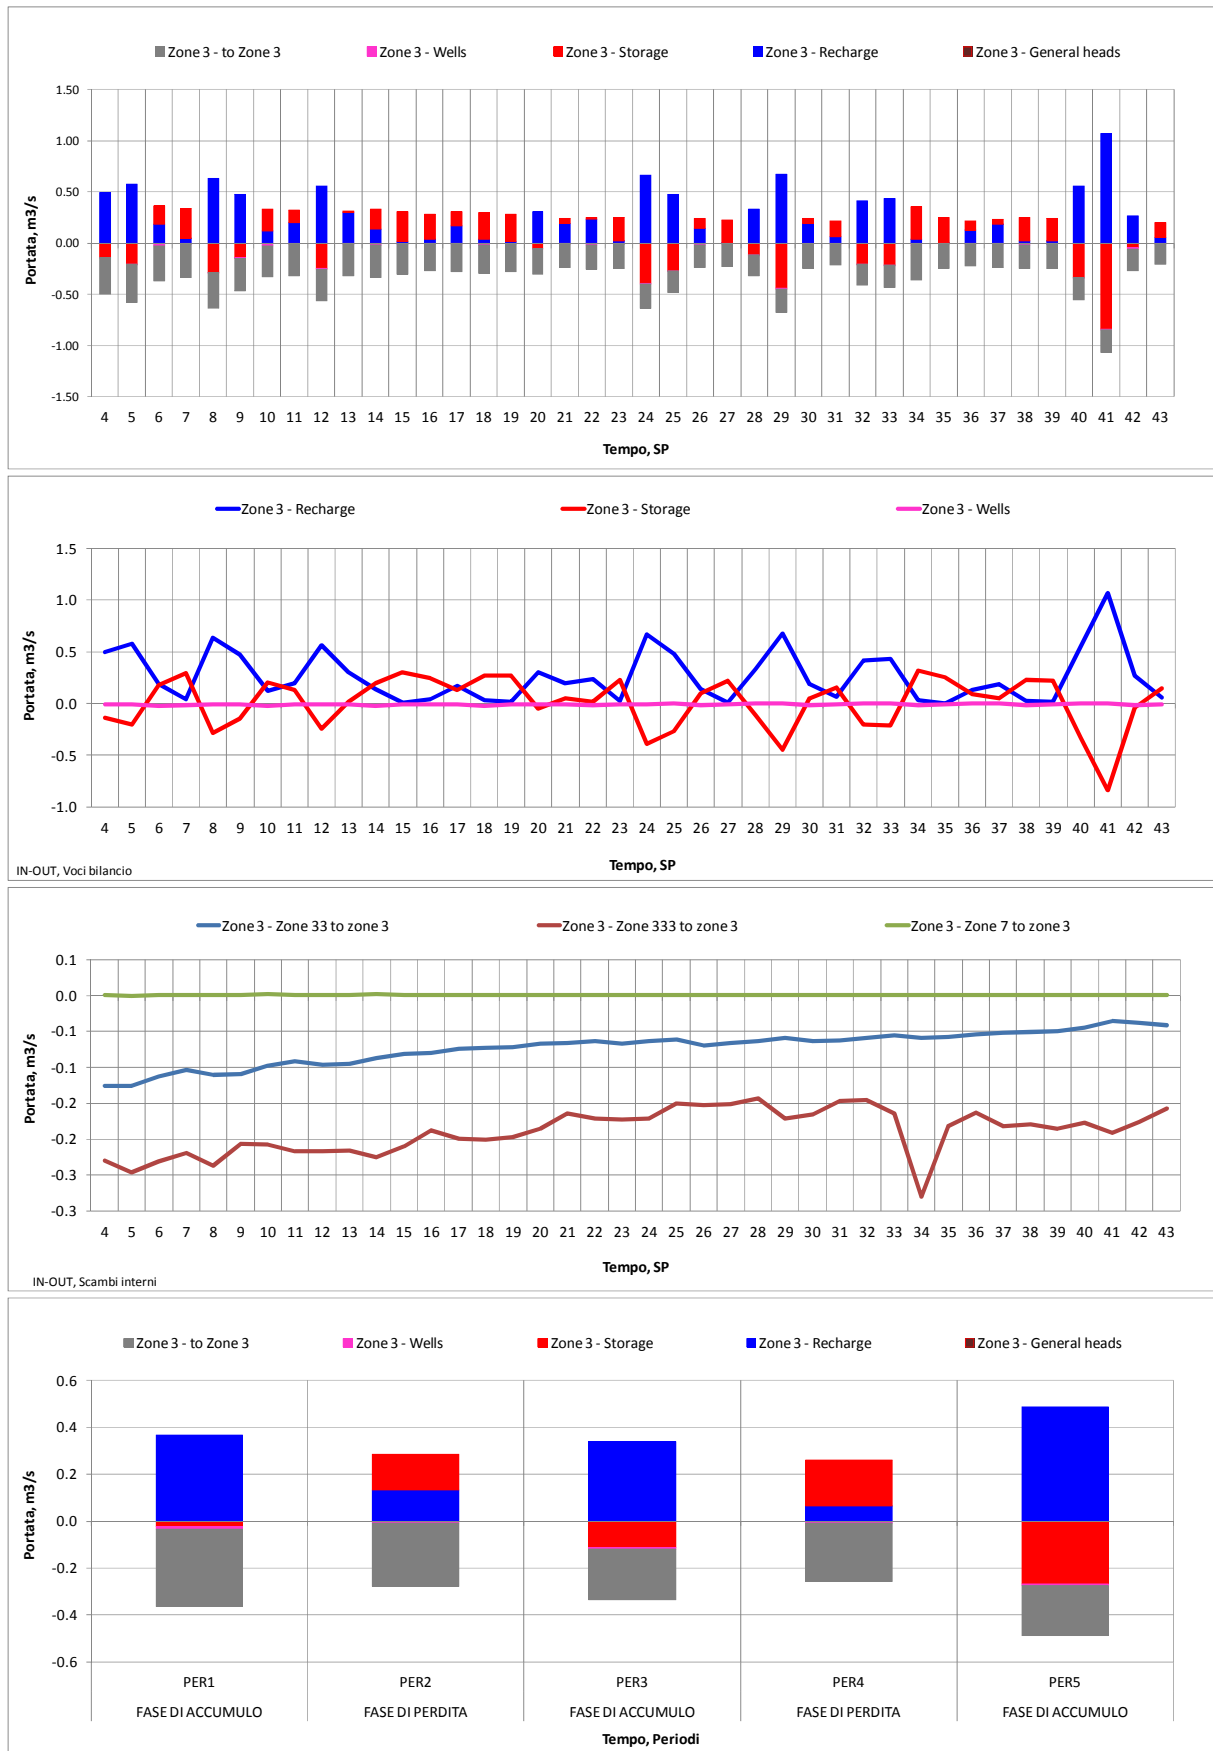 Zone 3 - to Zone 3 Zone 3 - Wells Zone 3 - Storage Zone 3 - Recharge Zone 3 - General heads
1.50
1.00
0.50
0.00
-0.50
-1.00
-1.50
Portata, m3/s
4 5 6 7 8 9 10 11 12 13 14 15 16 17 18 19 20 21 22 23 24 25 26 27 28 29 30 31 32 33 34 35 36 37 38 39 40 41 42 43
Tempo, SP
Zone 3 - Recharge Zone 3 - Storage Zone 3 - Wells
1.5
1.0
0.5
0.0
-0.5
-1.0
Portata, m3/s
4 5 6 7 8 9 10 11 12 13 14 15 16 17 18 19 20 21 22 23 24 25 26 27 28 29 30 31 32 33 34 35 36 37 38 39 40 41 42 43
Tempo, SP
IN-OUT, Voci bilancio
Zone 3 - Zone 33 to zone 3 Zone 3 - Zone 333 to zone 3 Zone 3 - Zone 7 to zone 3
0.1
0.0
-0.1
-0.1
-0.2
-0.2
-0.3
-0.3
Portata, m3/s
4 5 6 7 8 9 10 11 12 13 14 15 16 17 18 19 20 21 22 23 24 25 26 27 28 29 30 31 32 33 34 35 36 37 38 39 40 41 42 43
Tempo, SP
IN-OUT, Scambi interni
Zone 3 - to Zone 3 Zone 3 - Wells Zone 3 - Storage Zone 3 - Recharge Zone 3 - General heads
0.6
0.4
0.2
0.0
-0.2
-0.4
-0.6
Portata, m3/s
PER1 PER2 PER3 PER4 PER5
FASE DI ACCUMULO FASE DI PERDITA FASE DI ACCUMULO FASE DI PERDITA FASE DI ACCUMULO
Tempo, Periodi